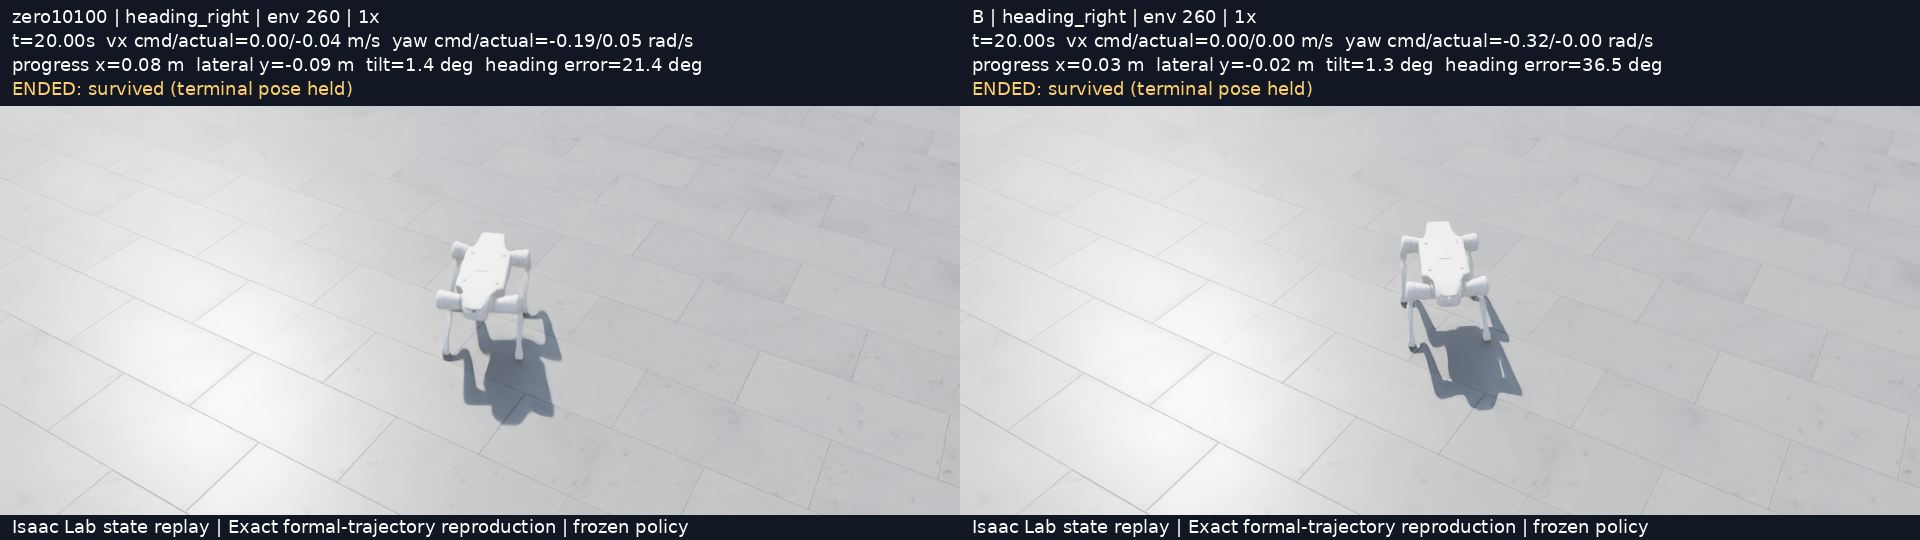 zero10100 | heading_right | env 260 | 1x
t=20.00s  vx cmd/actual=0.00/-0.04 m/s  yaw cmd/actual=-0.19/0.05 rad/s
progress x=0.08 m  lateral y=-0.09 m  tilt=1.4 deg  heading error=21.4 deg
ENDED: survived (terminal pose held)
Isaac Lab state replay | Exact formal-trajectory reproduction | frozen policy
B | heading_right | env 260 | 1x
t=20.00s  vx cmd/actual=0.00/0.00 m/s  yaw cmd/actual=-0.32/-0.00 rad/s
progress x=0.03 m  lateral y=-0.02 m  tilt=1.3 deg  heading error=36.5 deg
ENDED: survived (terminal pose held)
Isaac Lab state replay | Exact formal-trajectory reproduction | frozen policy